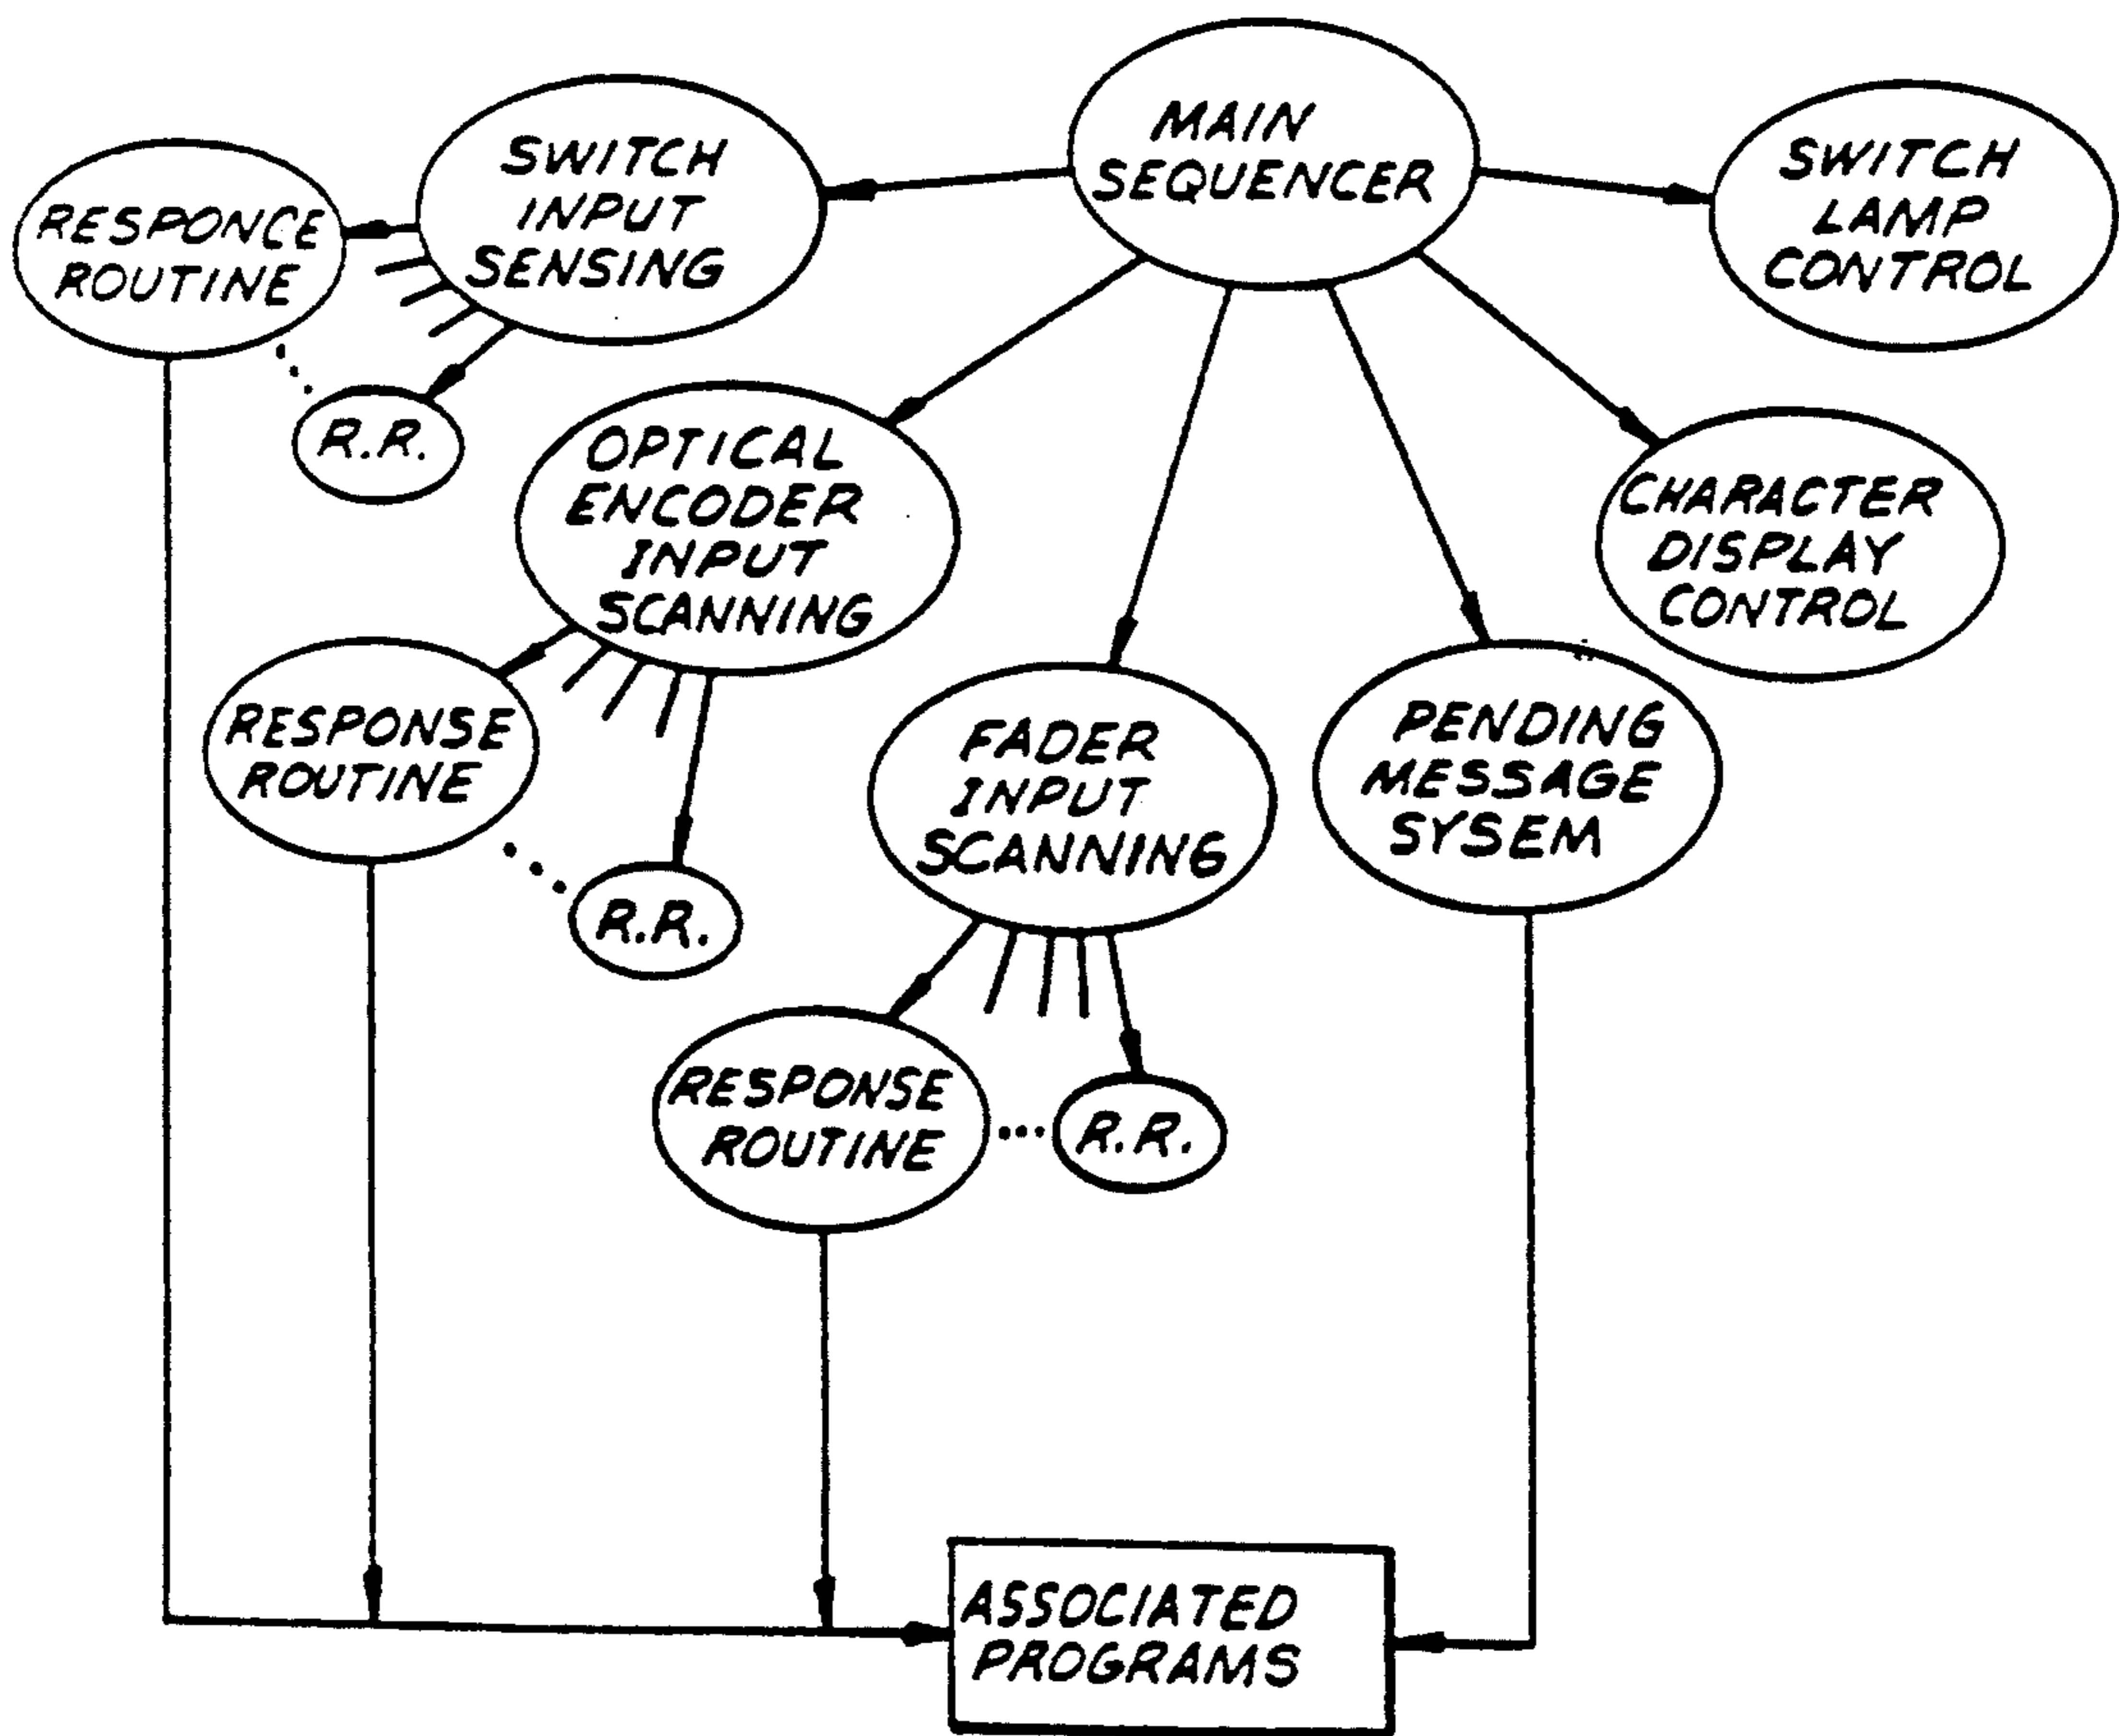 MAIN
SEQUENCER
SWITCH
INPUT
SENSING
SWITCH
LAMP
CONTROL
RESPONCE
ROUTINE
R.R.
OPTICAL
ENCODER
INPUT
SCANNING
CHARACTER
DISPLAY
CONTROL
RESPONSE
ROUTINE
R.R.
FADER
INPUT
SCANNING
PENDING
MESSAGE
SYSEM
RESPONSE
ROUTINE
R.R.
ASSOCIATED
PROGRAMS